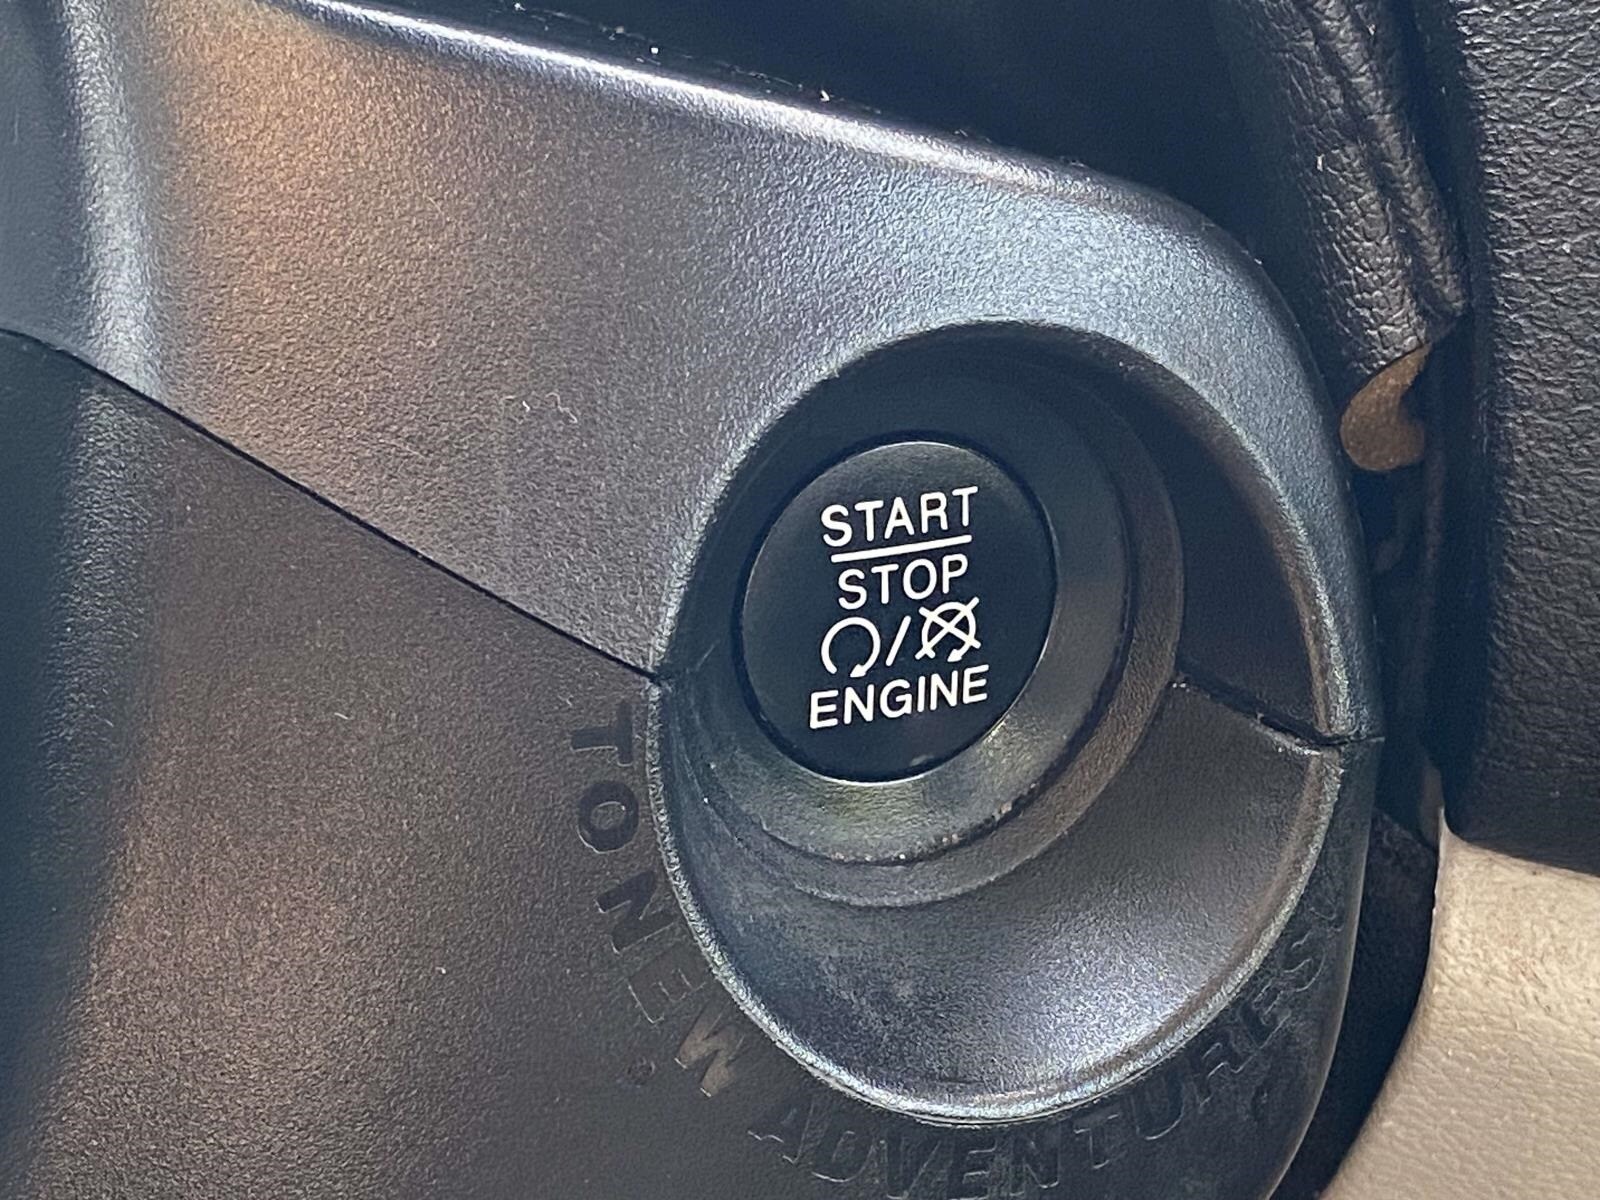 START
STOP
ENGINE
TO NEW ADVENTURES